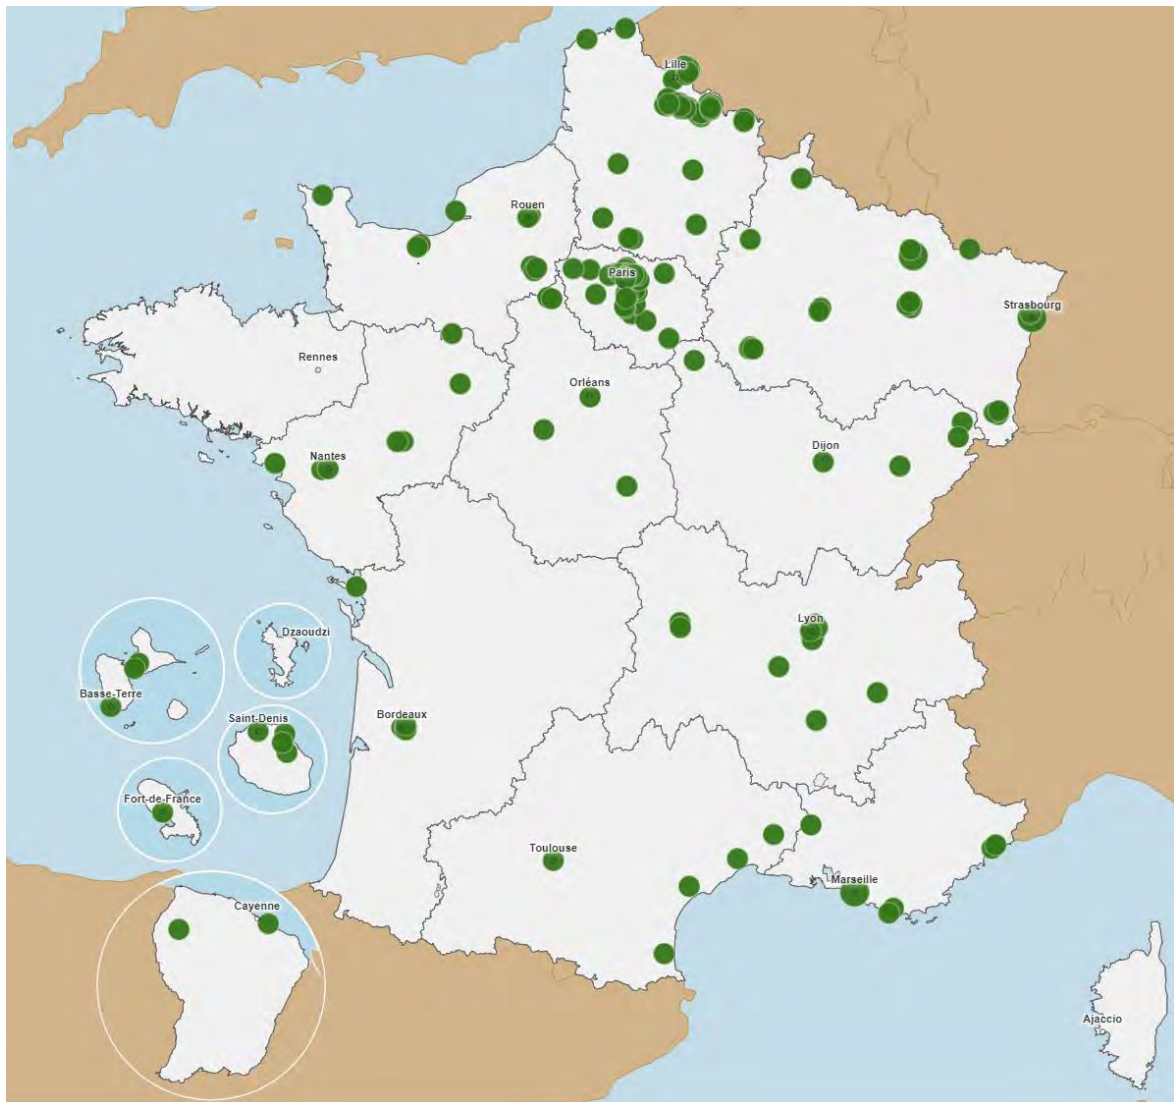 Lille
Rouen
Paris
Strasbourg
Rennes
Orléans
Dijon
Nantes
Lyon
Dzaoudzi
Basse-Terre
Saint-Denis
Bordeaux
Fort-de-France
Toulouse
Marseille
Cayenne
Ajaccio